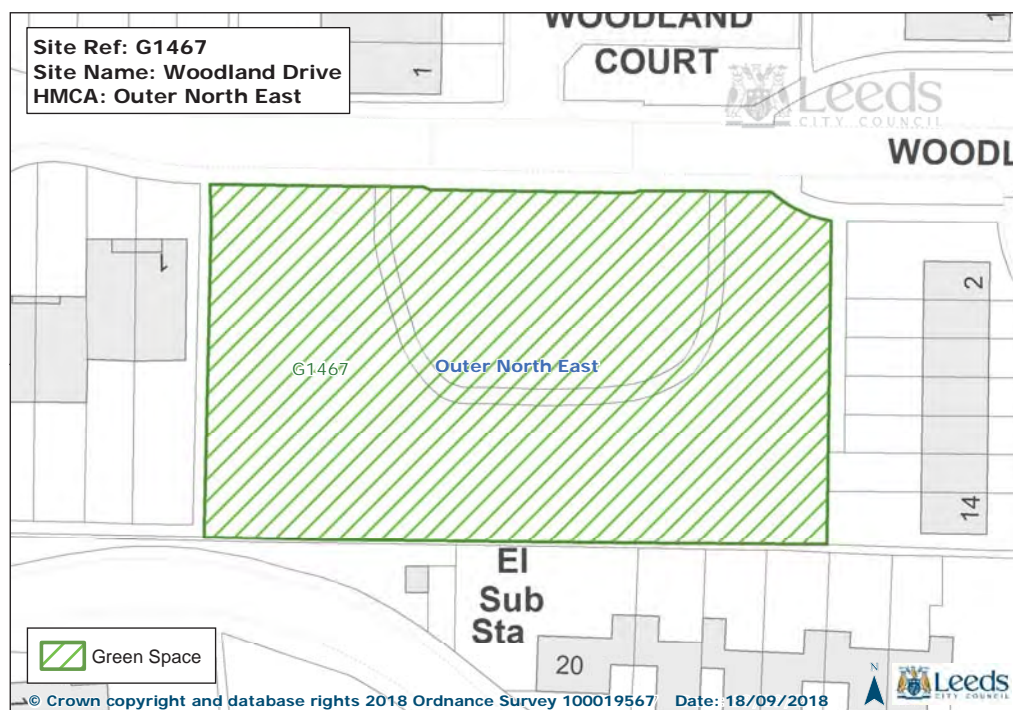 Site Ref: G1467
Site Name: Woodland Drive
HMCA: Outer North East
WOODLAND
COURT
1
1
Leeds
CITY COUNCIL
WOODL
1
2
G1467
Outer North East
14
El
Sub
Sta
20
Green Space
1
N
Leeds
CITY COUNCIL
© Crown copyright and database rights 2018 Ordnance Survey 100019567 Date: 18/09/2018